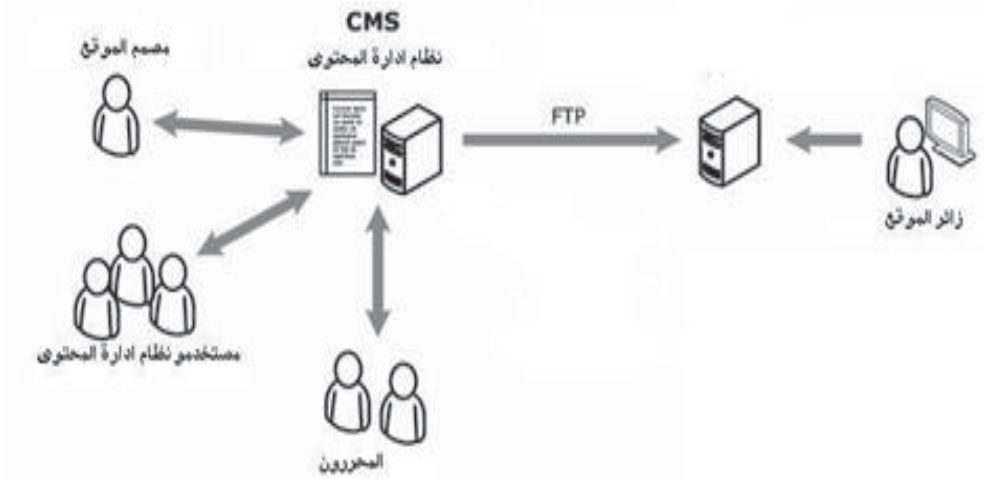 CMS
نظام ادارة المحتوى
مصمم الموقع
FTP
زائر الموقع
مستخدمو نظام ادارة المحتوى
المحررون